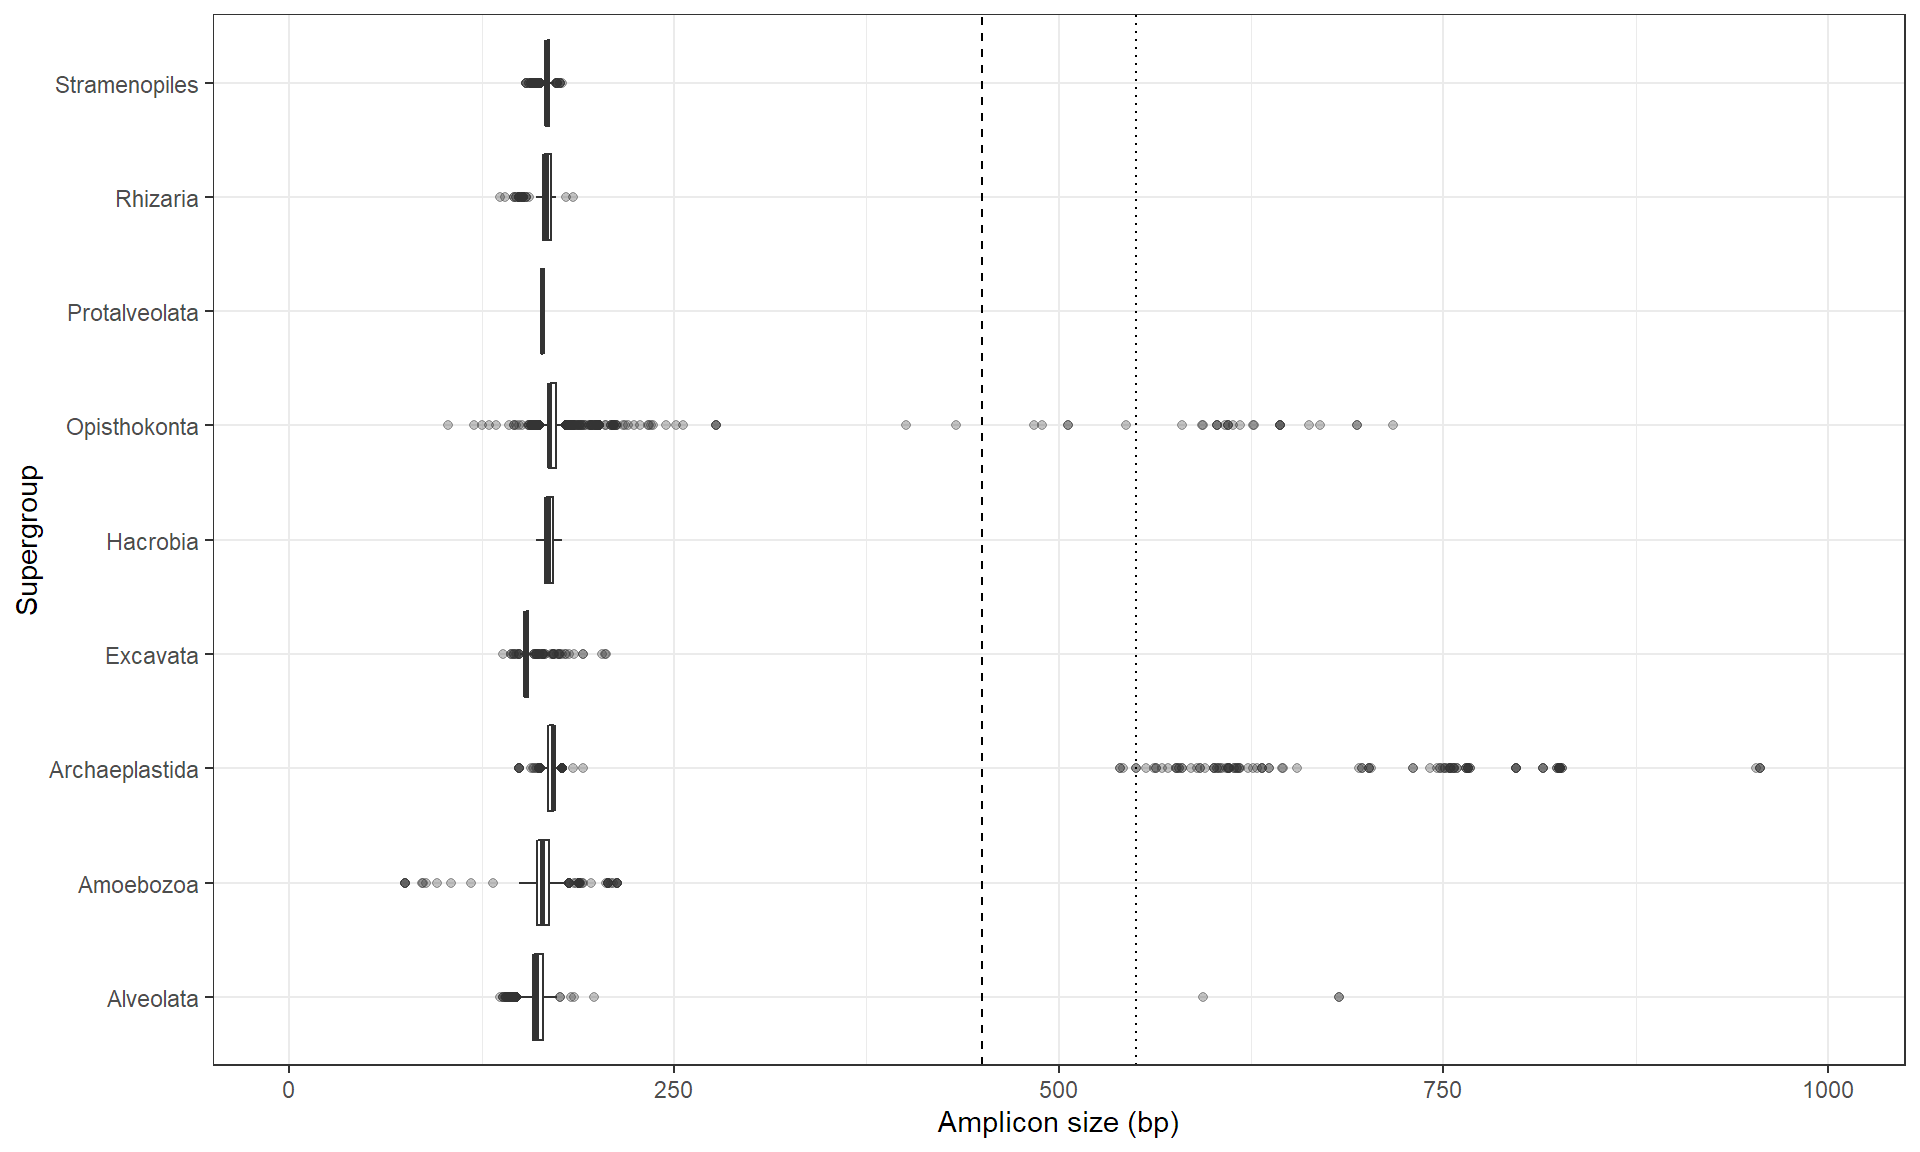 Supergroup
Stramenopiles
Rhizaria
Protalveolata
Opisthokonta
Hacrobia
Excavata
Archaeplastida
Amoebozoa
Alveolata
0 250 500 750 1000
Amplicon size (bp)